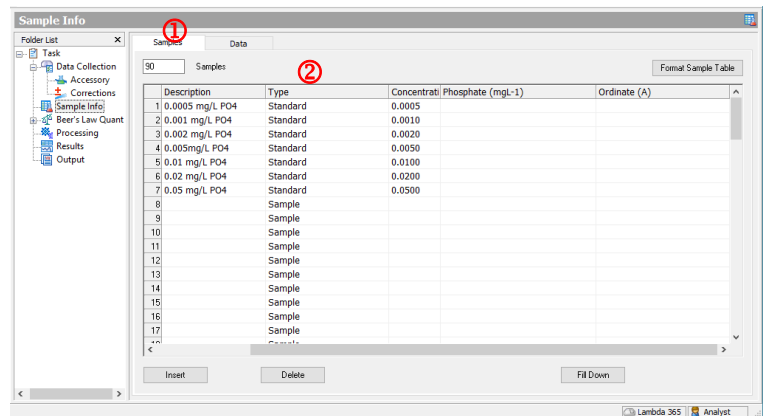 Sample Info
Folder List X
Task
Data Collection
Accessory
Corrections
Sample Info
Beer's Law Quant
Processing
Results
Output
①
Samples Data
90 Samples
②
Format Sample Table
Description Type Concentrati Phosphate (mgL-1) Ordinate (A)
1 0.0005 mg/L PO4 Standard 0.0005
2 0.001 mg/L PO4 Standard 0.0010
3 0.002 mg/L PO4 Standard 0.0020
4 0.005mg/L PO4 Standard 0.0050
5 0.01 mg/L PO4 Standard 0.0100
6 0.02 mg/L PO4 Standard 0.0200
7 0.05 mg/L PO4 Standard 0.0500
8 Sample
9 Sample
10 Sample
11 Sample
12 Sample
13 Sample
14 Sample
15 Sample
16 Sample
17 Sample
Insert Delete Fill Down
Lambda 365 Analyst